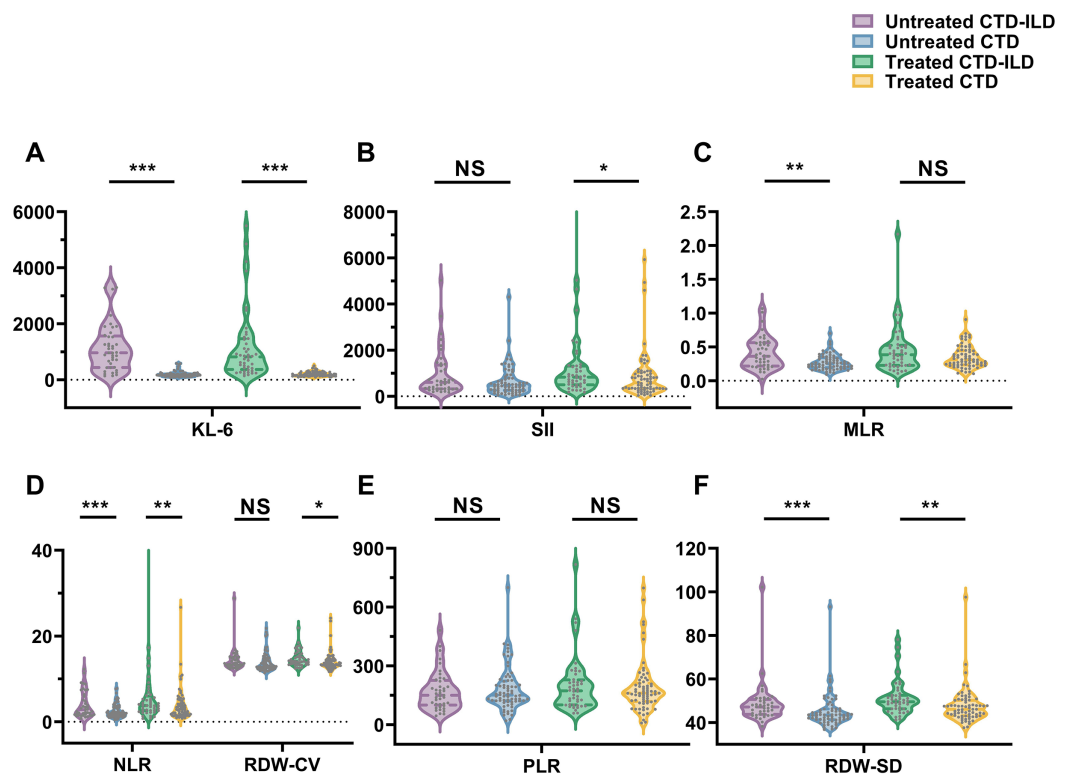 Untreated CTD-ILD
Untreated CTD
Treated CTD-ILD
Treated CTD
A
***
***
6000
4000
2000
0
KL-6
B
NS
*
8000
6000
4000
2000
0
SII
C
**
NS
2.5
2.0
1.5
1.0
0.5
0.0
MLR
D
***
**
NS
*
40
20
0
NLR
RDW-CV
E
NS
NS
900
600
300
0
PLR
F
***
**
120
100
80
60
40
RDW-SD